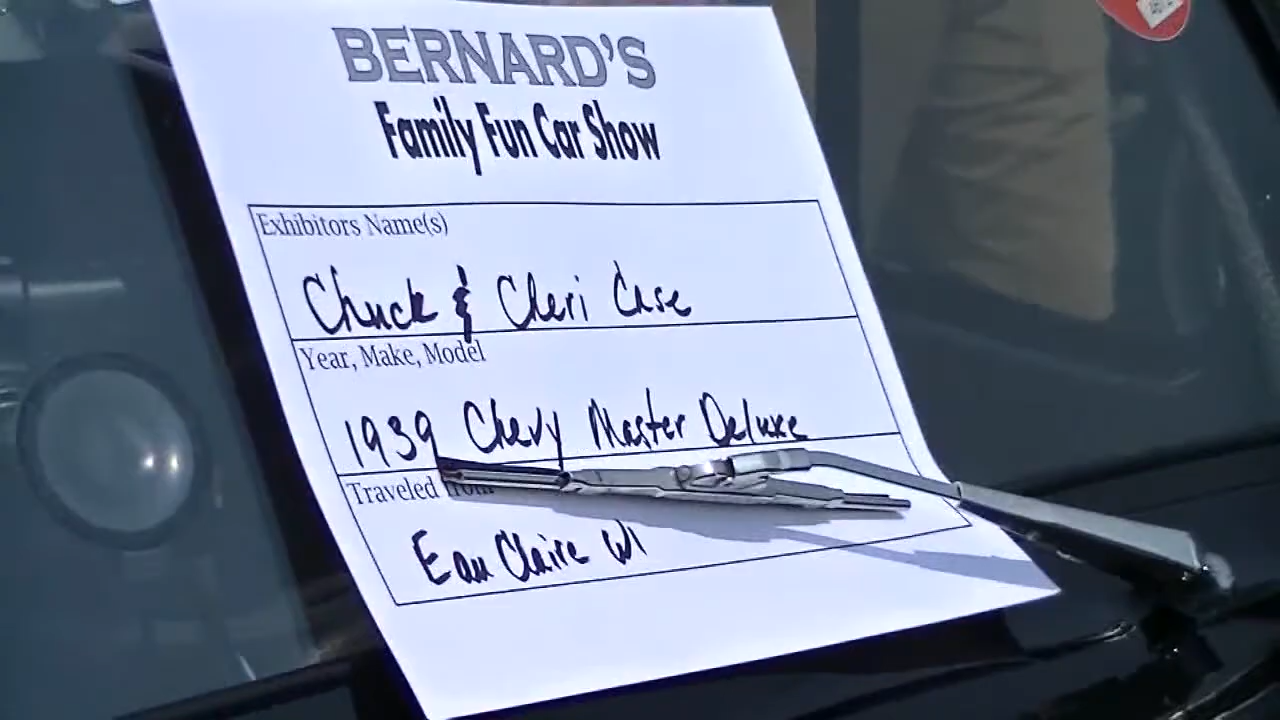 BERNARD'S
Family Fun Car Show
Exhibitors Name(s)
Chuck & Cheri Case
Year, Make, Model
1939 Chevy Master Deluxe
Traveled from
Eau Claire WI